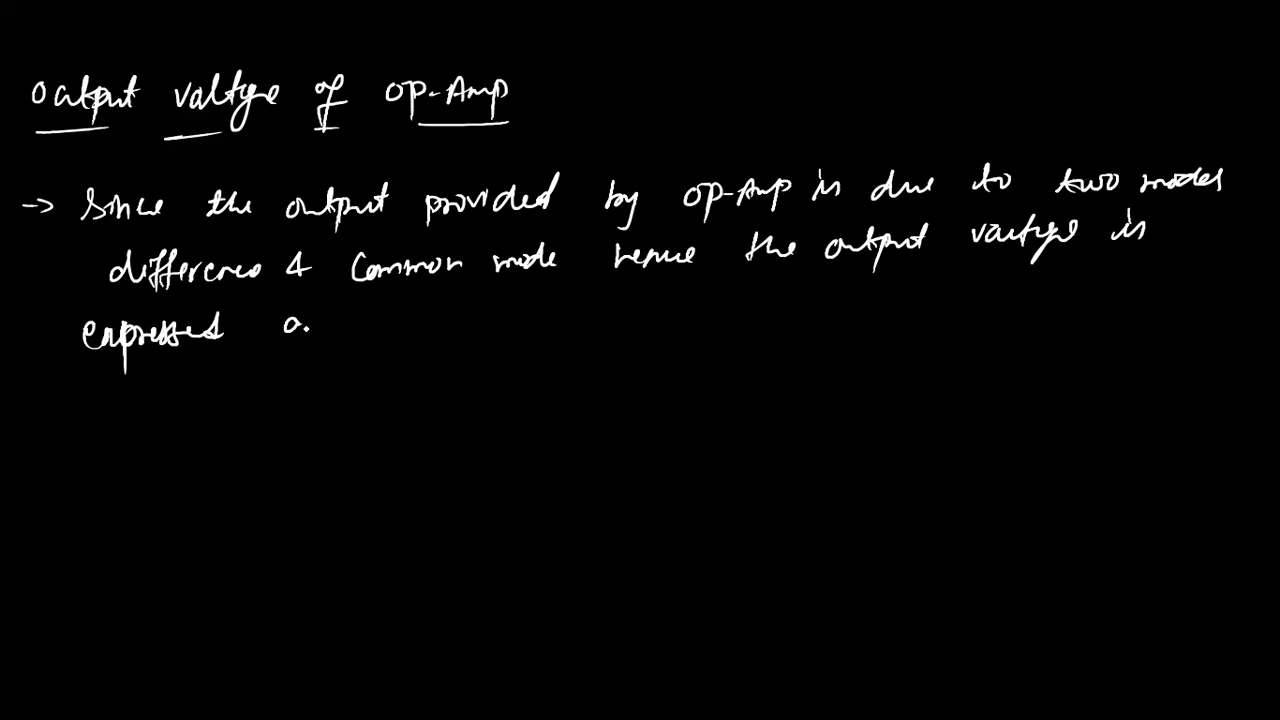 Output voltage of OP-Amp
→ Since the output provided by OP-Amp is due to two modes
difference & Common mode hence the output voltage is
expressed a.